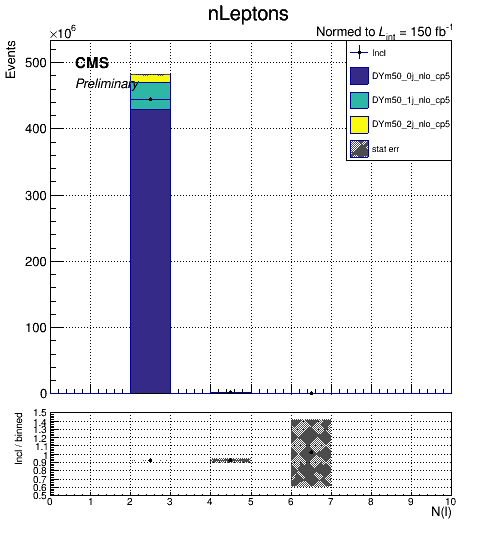 nLeptons
Normed to L_int = 150 fb⁻¹
×10⁶
Events
CMS
Preliminary
Incl
DYm50_0j_nlo_cp5
DYm50_1j_nlo_cp5
DYm50_2j_nlo_cp5
stat err
500
400
300
200
100
0
Incl / binned
1.5
1.4
1.3
1.2
1.1
1
0.9
0.8
0.7
0.6
0.5
0 1 2 3 4 5 6 7 8 9 10
N(l)